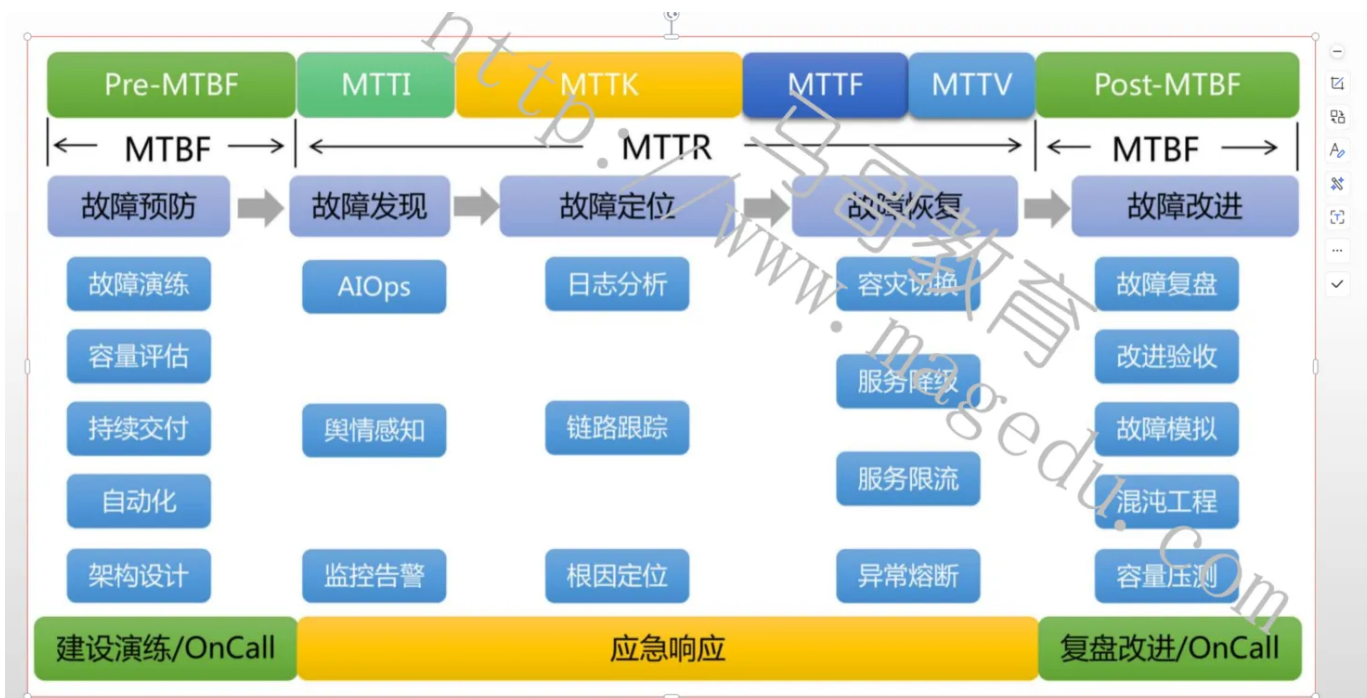 Pre-MTBF MTTI MTTK MTTF MTTV Post-MTBF
MTBF MTTR MTBF
故障预防 故障发现 故障定位 故障恢复 故障改进
故障演练 AIOps 日志分析 容灾切换 故障复盘
容量评估 服务降级 改进验收
持续交付 舆情感知 链路跟踪 服务限流 故障模拟
自动化 混沌工程
架构设计 监控告警 根因定位 异常熔断 容量压测
建设演练/OnCall 应急响应 复盘改进/OnCall
http://www.magedu.com
马哥教育